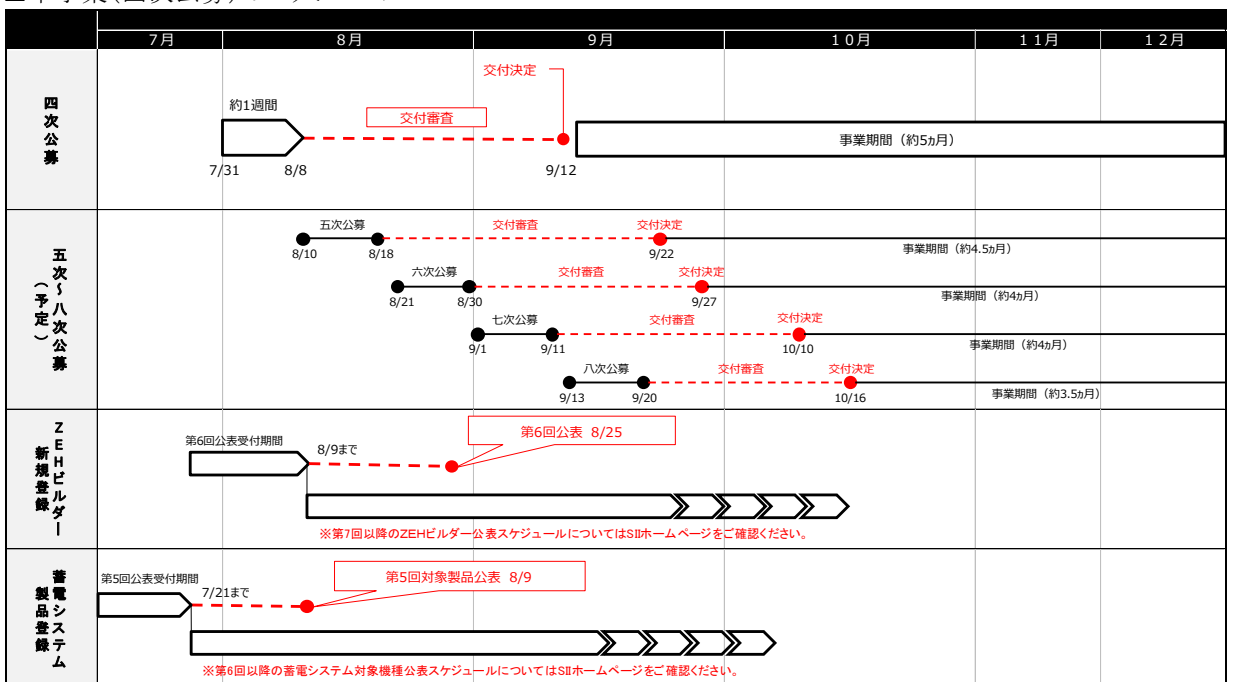 7月 8月 9月 10月 11月 12月
四次公募
約1週間
交付審査
交付決定
7/31 8/8 9/12
事業期間（約5ヵ月）
五次～八次公募
（予定）
五次公募 交付審査 交付決定
8/10 8/18 9/22
事業期間（約4.5ヵ月）
六次公募 交付審査 交付決定
8/21 8/30 9/27
事業期間（約4ヵ月）
七次公募 交付審査 交付決定
9/1 9/11 10/10
事業期間（約4ヵ月）
八次公募 交付審査 交付決定
9/13 9/20 10/16
事業期間（約3.5ヵ月）
ZEHビルダー
新規登録
第6回公表受付期間
8/9まで
第6回公表 8/25
※第7回以降のZEHビルダー公表スケジュールについてはSIIホームページをご確認ください。
蓄電システム
製品登録
第5回公表受付期間
7/21まで
第5回対象製品公表 8/9
※第6回以降の蓄電システム対象機種公表スケジュールについてはSIIホームページをご確認ください。